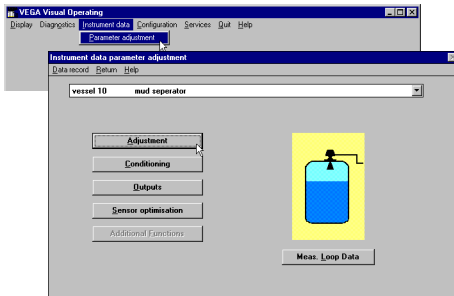 VEGA Visual Operating
Display Diagnostics Instrument data Configuration Services Quit Help
Parameter adjustment
Instrument data parameter adjustment
Data record Return Help
vessel 10 mud seperator
Adjustment
Conditioning
Outputs
Sensor optimisation
Additional Functions
Meas. Loop Data